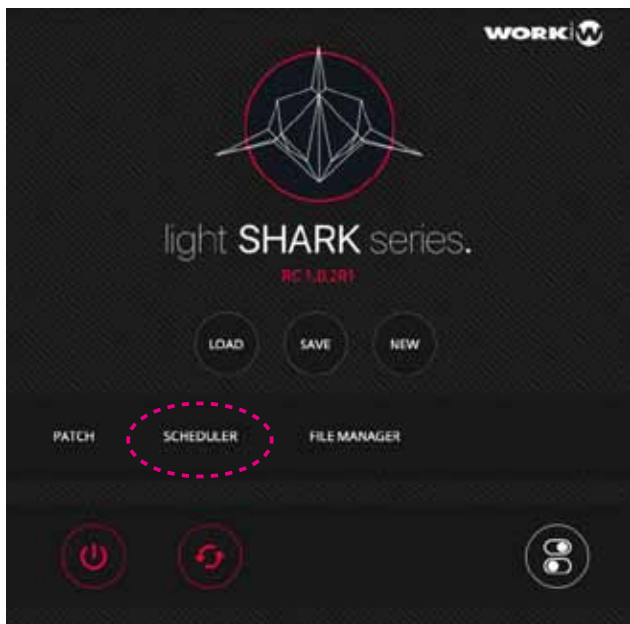 WORK W
light SHARK series.
RC 1.0.2R1
LOAD SAVE NEW
PATCH SCHEDULER FILE MANAGER